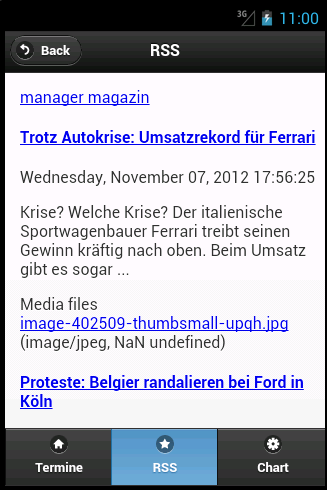 3G 11:00
Back RSS
manager magazin
Trotz Autokrise: Umsatzrekord für Ferrari
Wednesday, November 07, 2012 17:56:25
Krise? Welche Krise? Der italienische
Sportwagenbauer Ferrari treibt seinen
Gewinn kräftig nach oben. Beim Umsatz
gibt es sogar ...
Media files
image-402509-thumbsmall-upqh.jpg
(image/jpeg, NaN undefined)
Proteste: Belgier randalieren bei Ford in
Köln
Termine RSS Chart